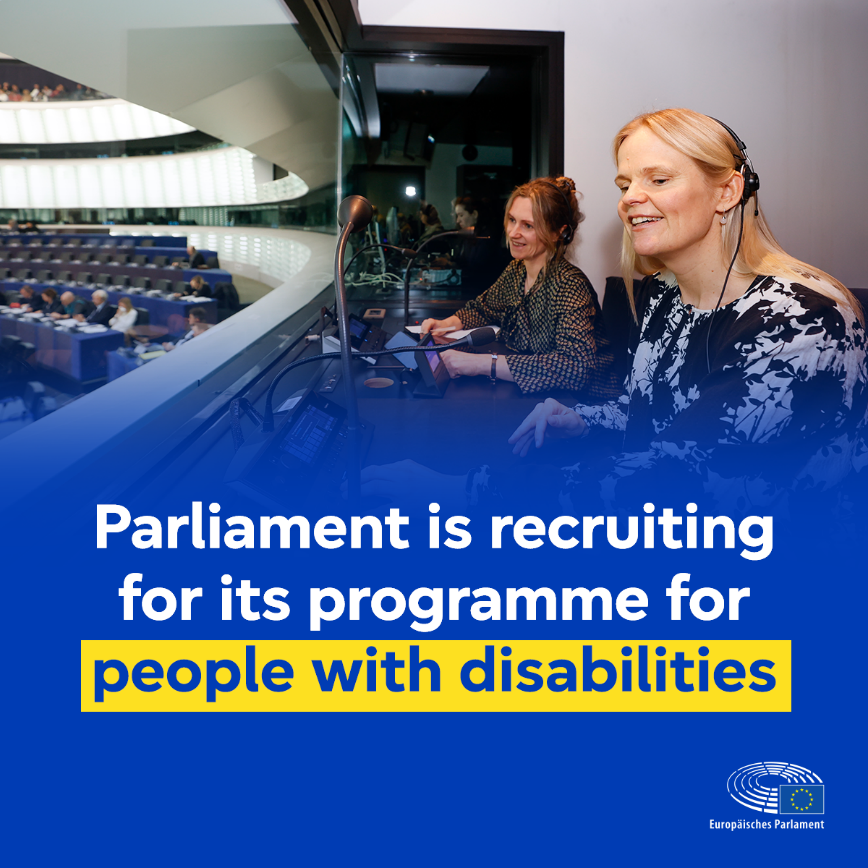 Parliament is recruiting
for its programme for
people with disabilities
Europäisches Parlament